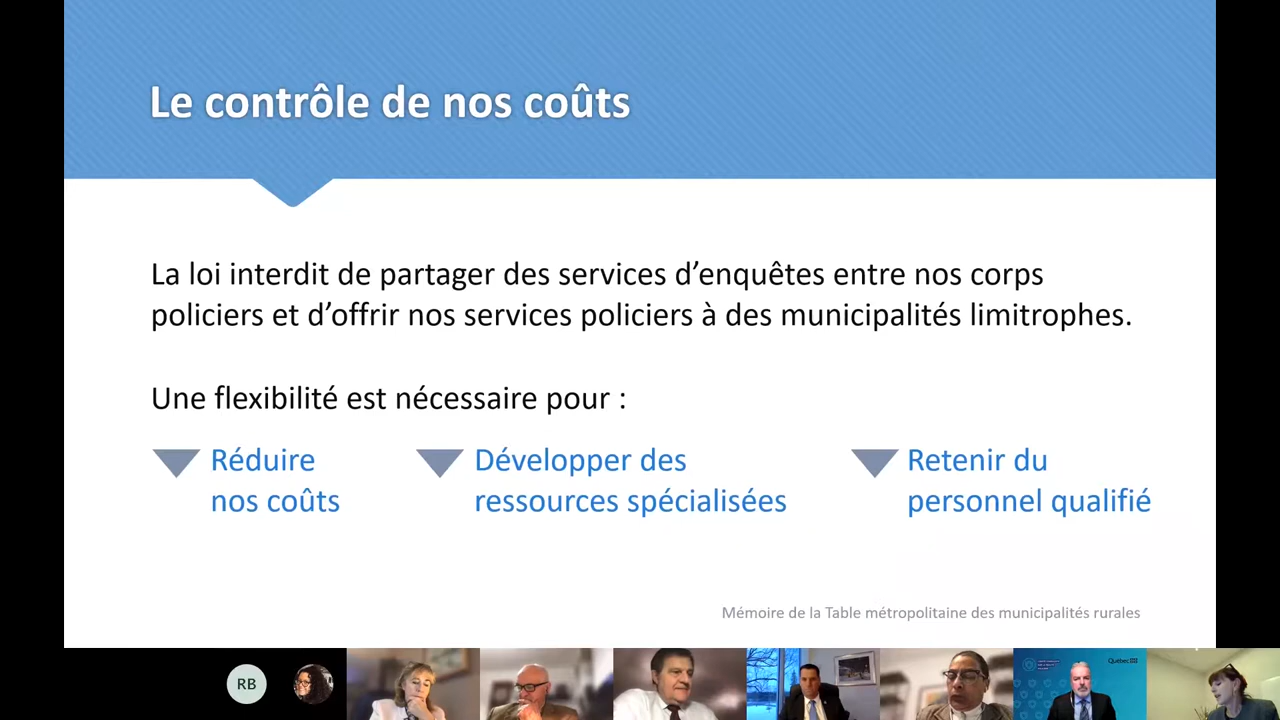 Le contrôle de nos coûts
La loi interdit de partager des services d’enquêtes entre nos corps
policiers et d’offrir nos services policiers à des municipalités limitrophes.
Une flexibilité est nécessaire pour :
Réduire
nos coûts
Développer des
ressources spécialisées
Retenir du
personnel qualifié
Mémoire de la Table métropolitaine des municipalités rurales
RB
Québec